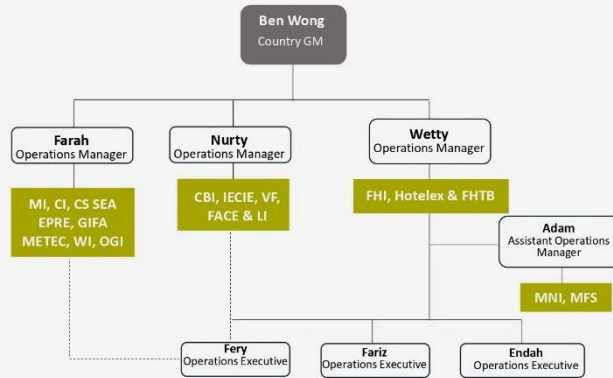 Ben Wong
Country GM
Farah
Operations Manager
Nurty
Operations Manager
Wetty
Operations Manager
MI, CI, CS SEA
EPRE, GIFA
METEC, WI, OGI
CBI, IECIE, VF,
FACE & LI
FHI, Hotelex & FHTB
Adam
Assistant Operations
Manager
MNI, MFS
Fery
Operations Executive
Fariz
Operations Executive
Endah
Operations Executive